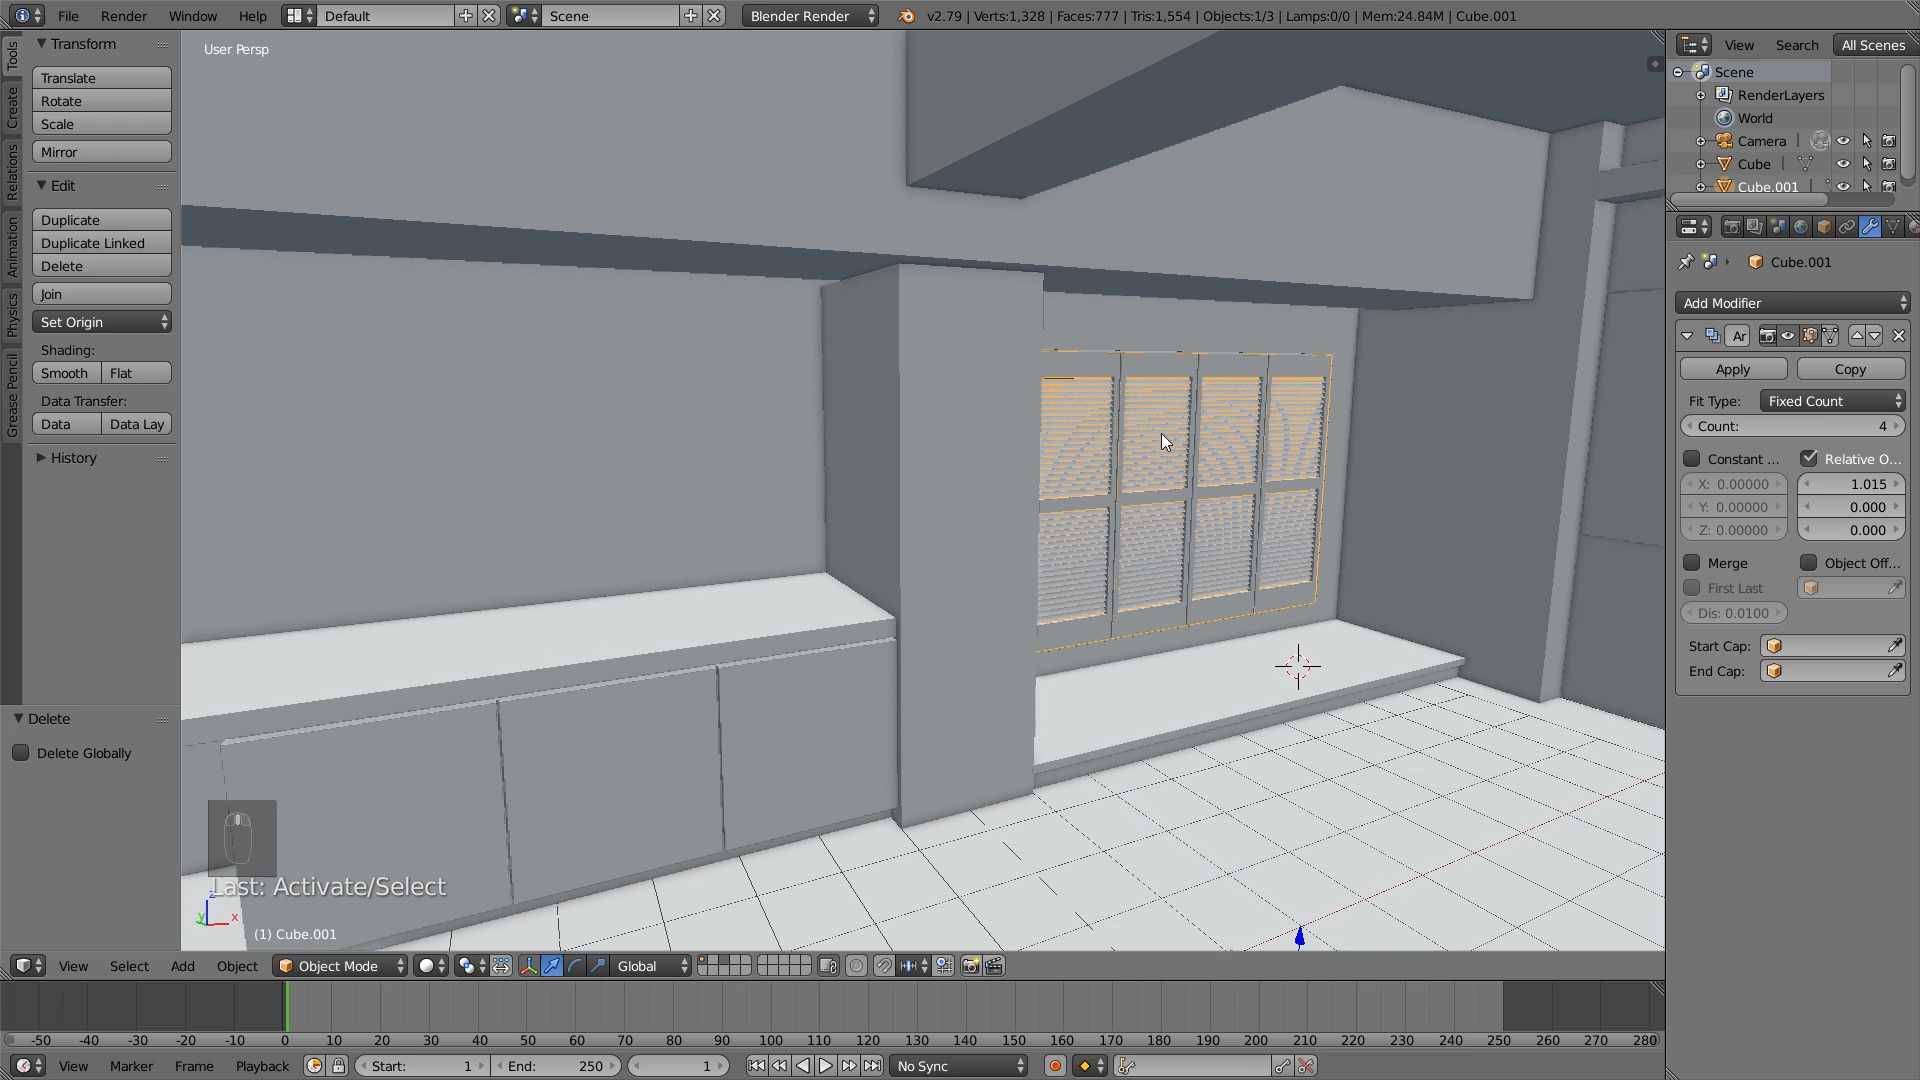 File Render Window Help Default Scene Blender Render v2.79 | Verts:1,328 | Faces:777 | Tris:1,554 | Objects:1/3 | Lamps:0/0 | Mem:24.84M | Cube.001
Tools
Create
Relations
Animation
Physics
Grease Pencil
Transform
Translate
Rotate
Scale
Mirror
Edit
Duplicate
Duplicate Linked
Delete
Join
Set Origin
Shading:
Smooth Flat
Data Transfer:
Data Data Lay
History
Delete
Delete Globally
User Persp
Last: Activate/Select
z
y x
(1) Cube.001
View Search All Scenes
Scene
RenderLayers
World
Camera
Cube
Cube.001
Cube.001
Add Modifier
Ar
Apply Copy
Fit Type: Fixed Count
Count: 4
Constant ... Relative O...
X: 0.00000 1.015
Y: 0.00000 0.000
Z: 0.00000 0.000
Merge Object Off...
First Last
Dis: 0.0100
Start Cap:
End Cap:
View Select Add Object Object Mode Global
-50 -40 -30 -20 -10 0 10 20 30 40 50 60 70 80 90 100 110 120 130 140 150 160 170 180 190 200 210 220 230 240 250 260 270 280
View Marker Frame Playback Start: 1 End: 250 1 No Sync